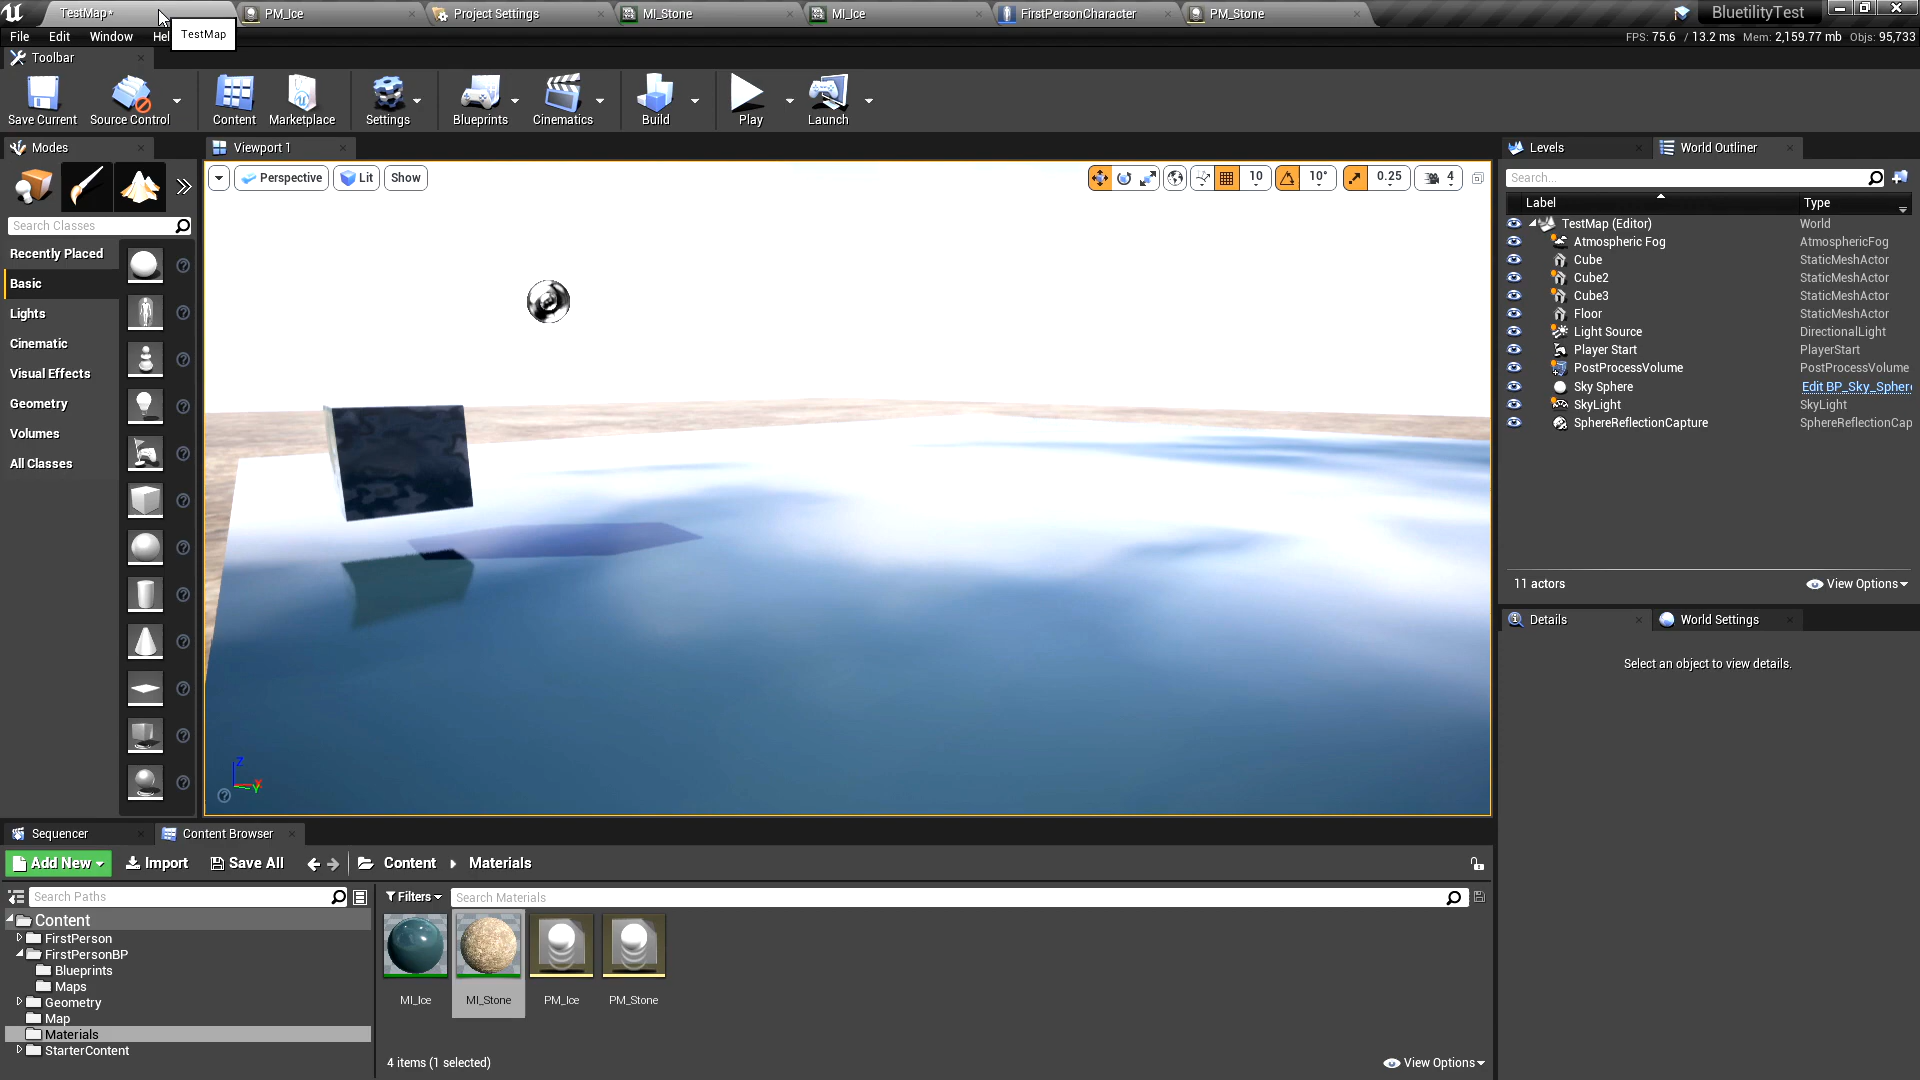 TestMap*
PM_Ice
Project Settings
MI_Stone
MI_Ice
FirstPersonCharacter
PM_Stone
BluetilityTest
File Edit Window Hel
TestMap
FPS: 75.6 / 13.2 ms Mem: 2,159.77 mb Objs: 95,733
Toolbar
Save Current
Source Control
Content
Marketplace
Settings
Blueprints
Cinematics
Build
Play
Launch
Modes
Search Classes
Recently Placed
Basic
Lights
Cinematic
Visual Effects
Geometry
Volumes
All Classes
Viewport 1
Perspective
Lit
Show
10
10°
0.25
4
Z
X
Y
Levels
World Outliner
Search...
Label Type
TestMap (Editor) World
Atmospheric Fog AtmosphericFog
Cube StaticMeshActor
Cube2 StaticMeshActor
Cube3 StaticMeshActor
Floor StaticMeshActor
Light Source DirectionalLight
Player Start PlayerStart
PostProcessVolume PostProcessVolume
Sky Sphere Edit BP_Sky_Sphere
SkyLight SkyLight
SphereReflectionCapture SphereReflectionCap
11 actors
View Options
Details
World Settings
Select an object to view details.
Sequencer
Content Browser
Add New
Import
Save All
Content
Materials
Search Paths
Content
FirstPerson
FirstPersonBP
Blueprints
Maps
Geometry
Map
Materials
StarterContent
Filters
Search Materials
MI_Ice
MI_Stone
PM_Ice
PM_Stone
4 items (1 selected)
View Options